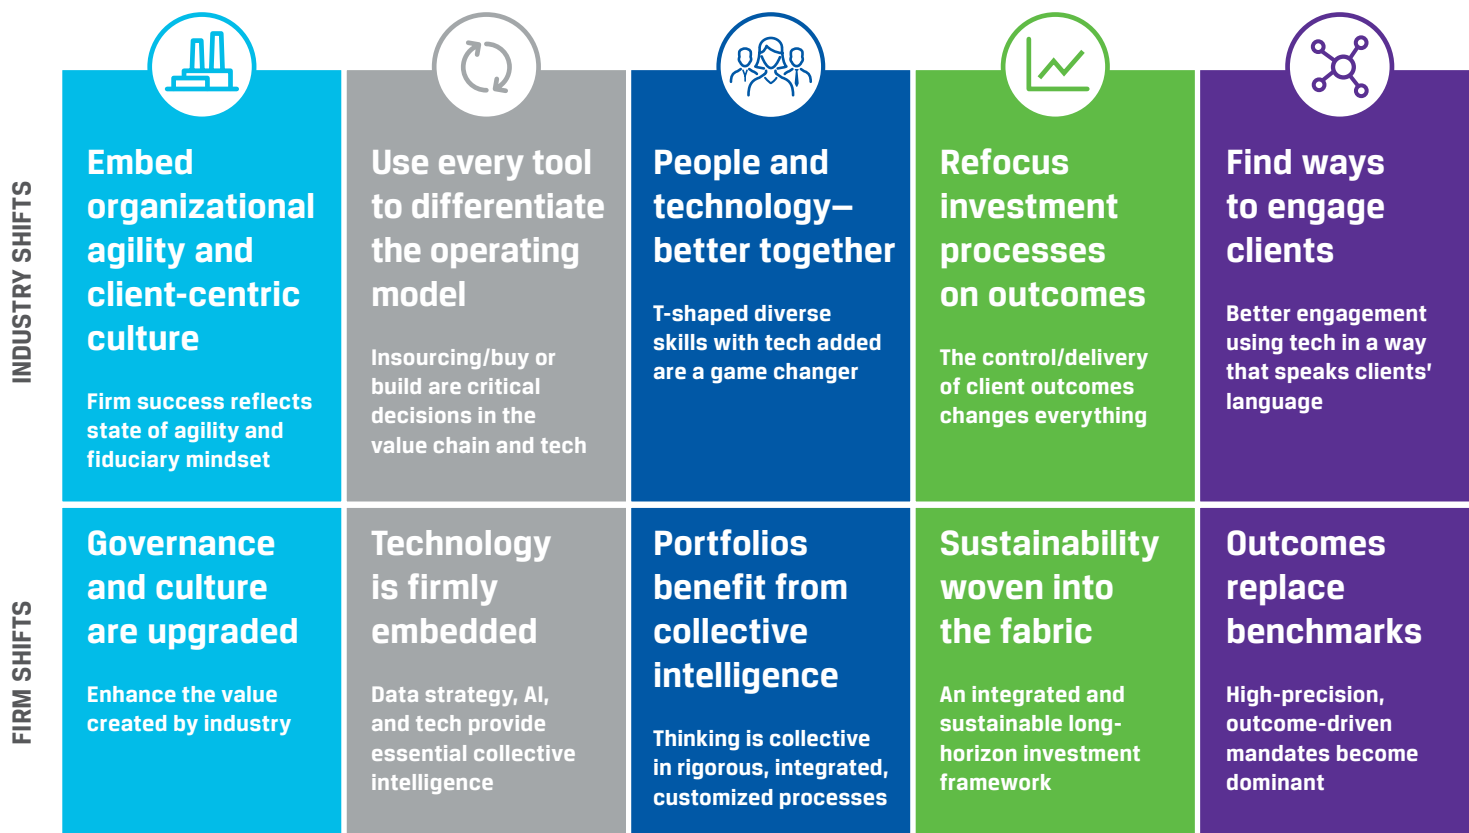 INDUSTRY SHIFTS
Embed
organizational
agility and
client-centric
culture
Firm success reflects
state of agility and
fiduciary mindset
Use every tool
to differentiate
the operating
model
Insourcing/buy or
build are critical
decisions in the
value chain and tech
People and
technology—
better together
T-shaped diverse
skills with tech added
are a game changer
Refocus
investment
processes
on outcomes
The control/delivery
of client outcomes
changes everything
Find ways
to engage
clients
Better engagement
using tech in a way
that speaks clients'
language
FIRM SHIFTS
Governance
and culture
are upgraded
Enhance the value
created by industry
Technology
is firmly
embedded
Data strategy, AI,
and tech provide
essential collective
intelligence
Portfolios
benefit from
collective
intelligence
Thinking is collective
in rigorous, integrated,
customized processes
Sustainability
woven into
the fabric
An integrated and
sustainable long-
horizon investment
framework
Outcomes
replace
benchmarks
High-precision,
outcome-driven
mandates become
dominant